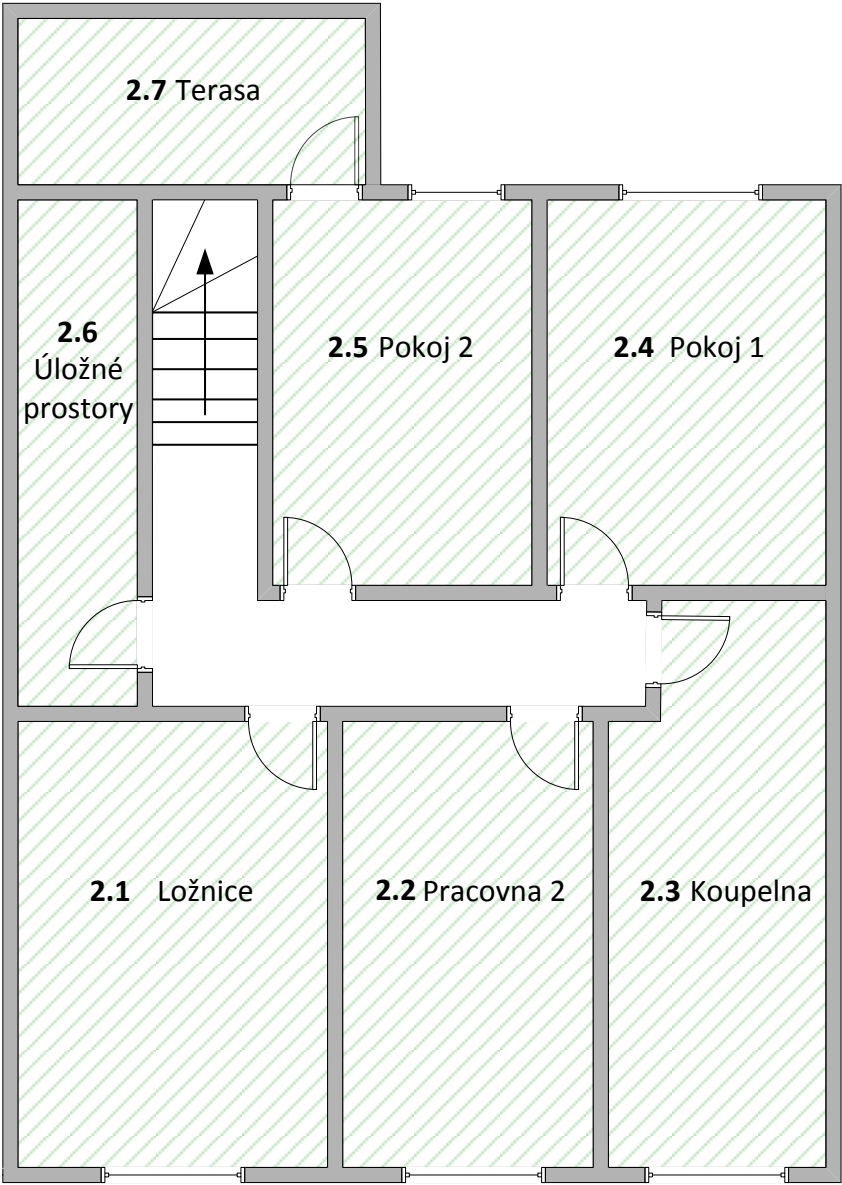 2.7 Terasa
2.6
Úložné
prostory
2.5 Pokoj 2
2.4 Pokoj 1
2.1 Ložnice
2.2 Pracovna 2
2.3 Koupelna